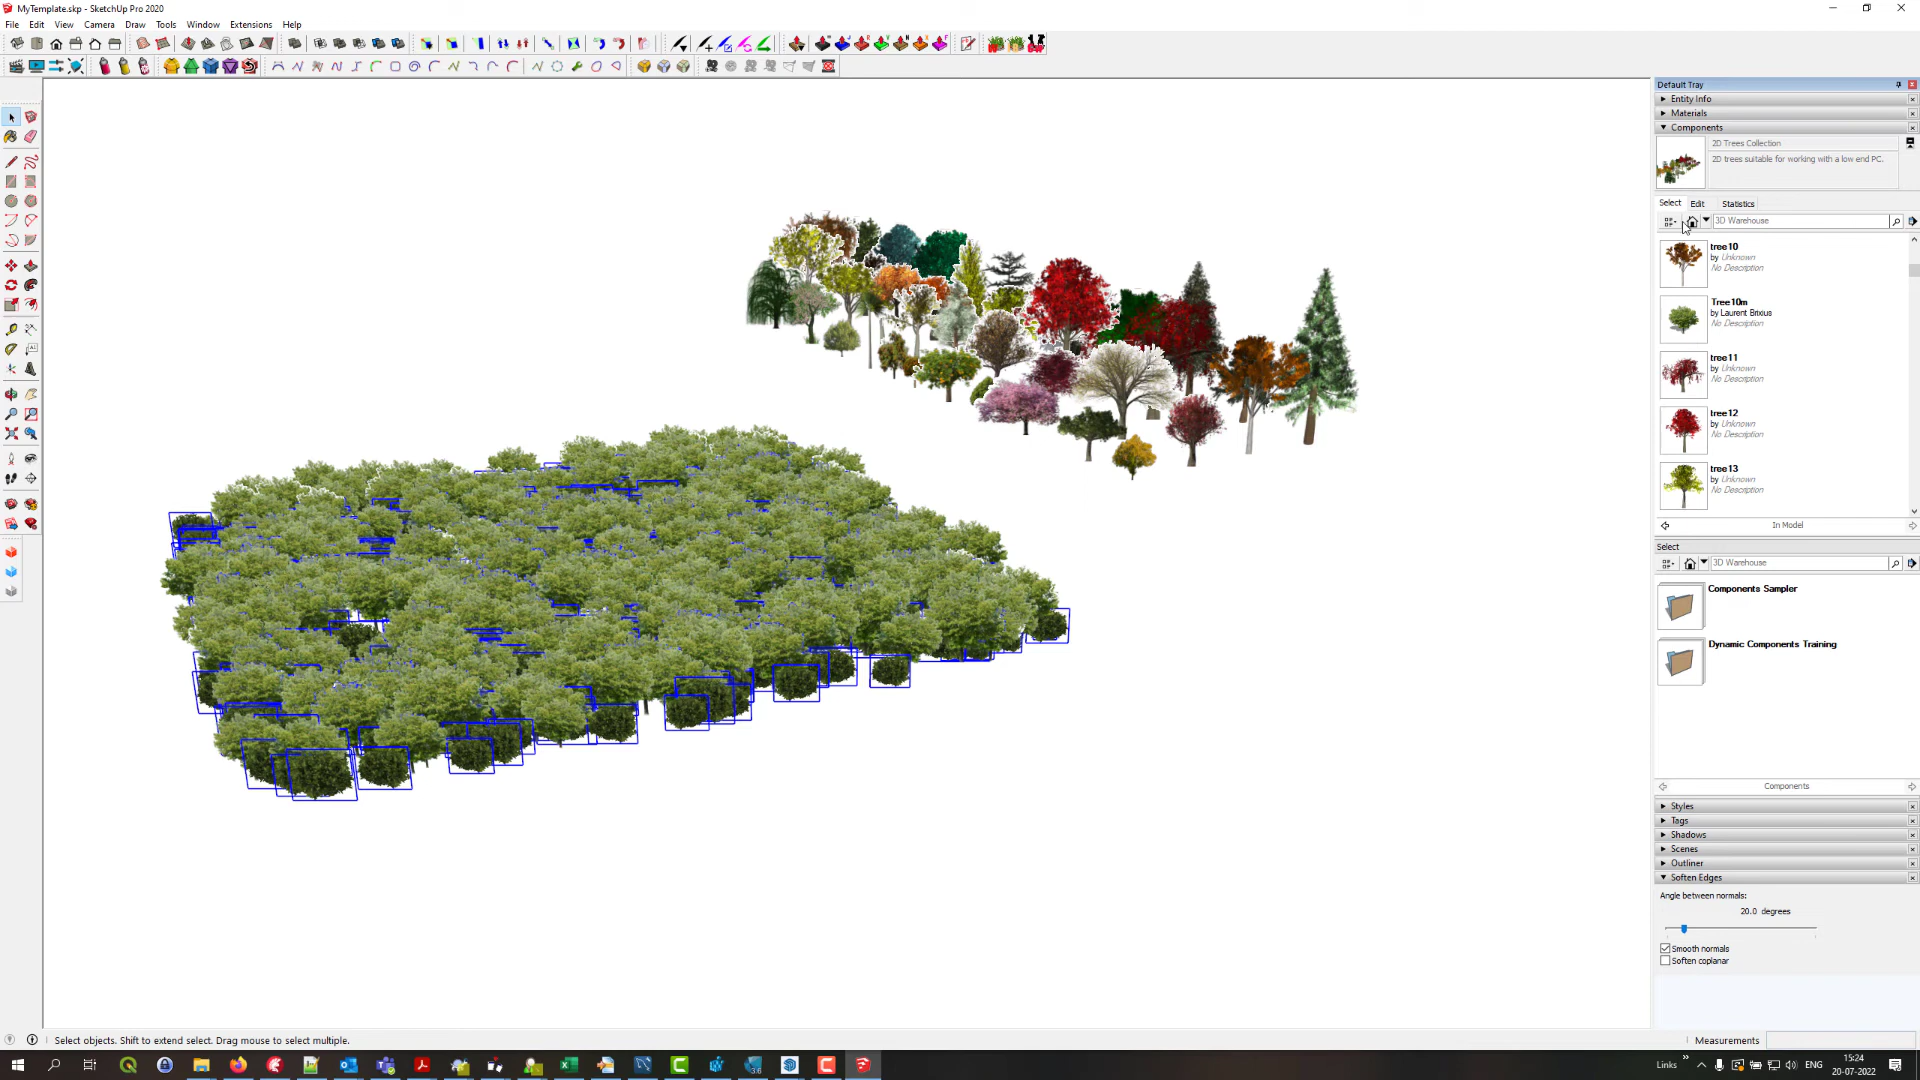 MyTemplate.skp - SketchUp Pro 2020
File Edit View Camera Draw Tools Window Extensions Help
Default Tray
Entity Info
Materials
Components
2D Trees Collection
2D trees suitable for working with a low end PC.
Select Edit Statistics
3D Warehouse
tree10
by Unknown
No Description
Tree10m
by Laurent Brixius
No Description
tree11
by Unknown
No Description
tree12
by Unknown
No Description
tree13
by Unknown
No Description
In Model
Select
3D Warehouse
Components Sampler
Dynamic Components Training
Components
Styles
Tags
Shadows
Scenes
Outliner
Soften Edges
Angle between normals:
20.0 degrees
Smooth normals
Soften coplanar
Select objects. Shift to extend select. Drag mouse to select multiple.
Measurements
Links
ENG
15:24
20-07-2022